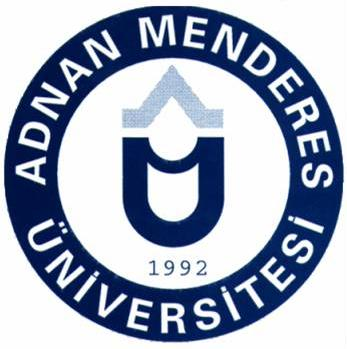 ADNAN MENDERES
ÜNİVERSİTESİ
1992